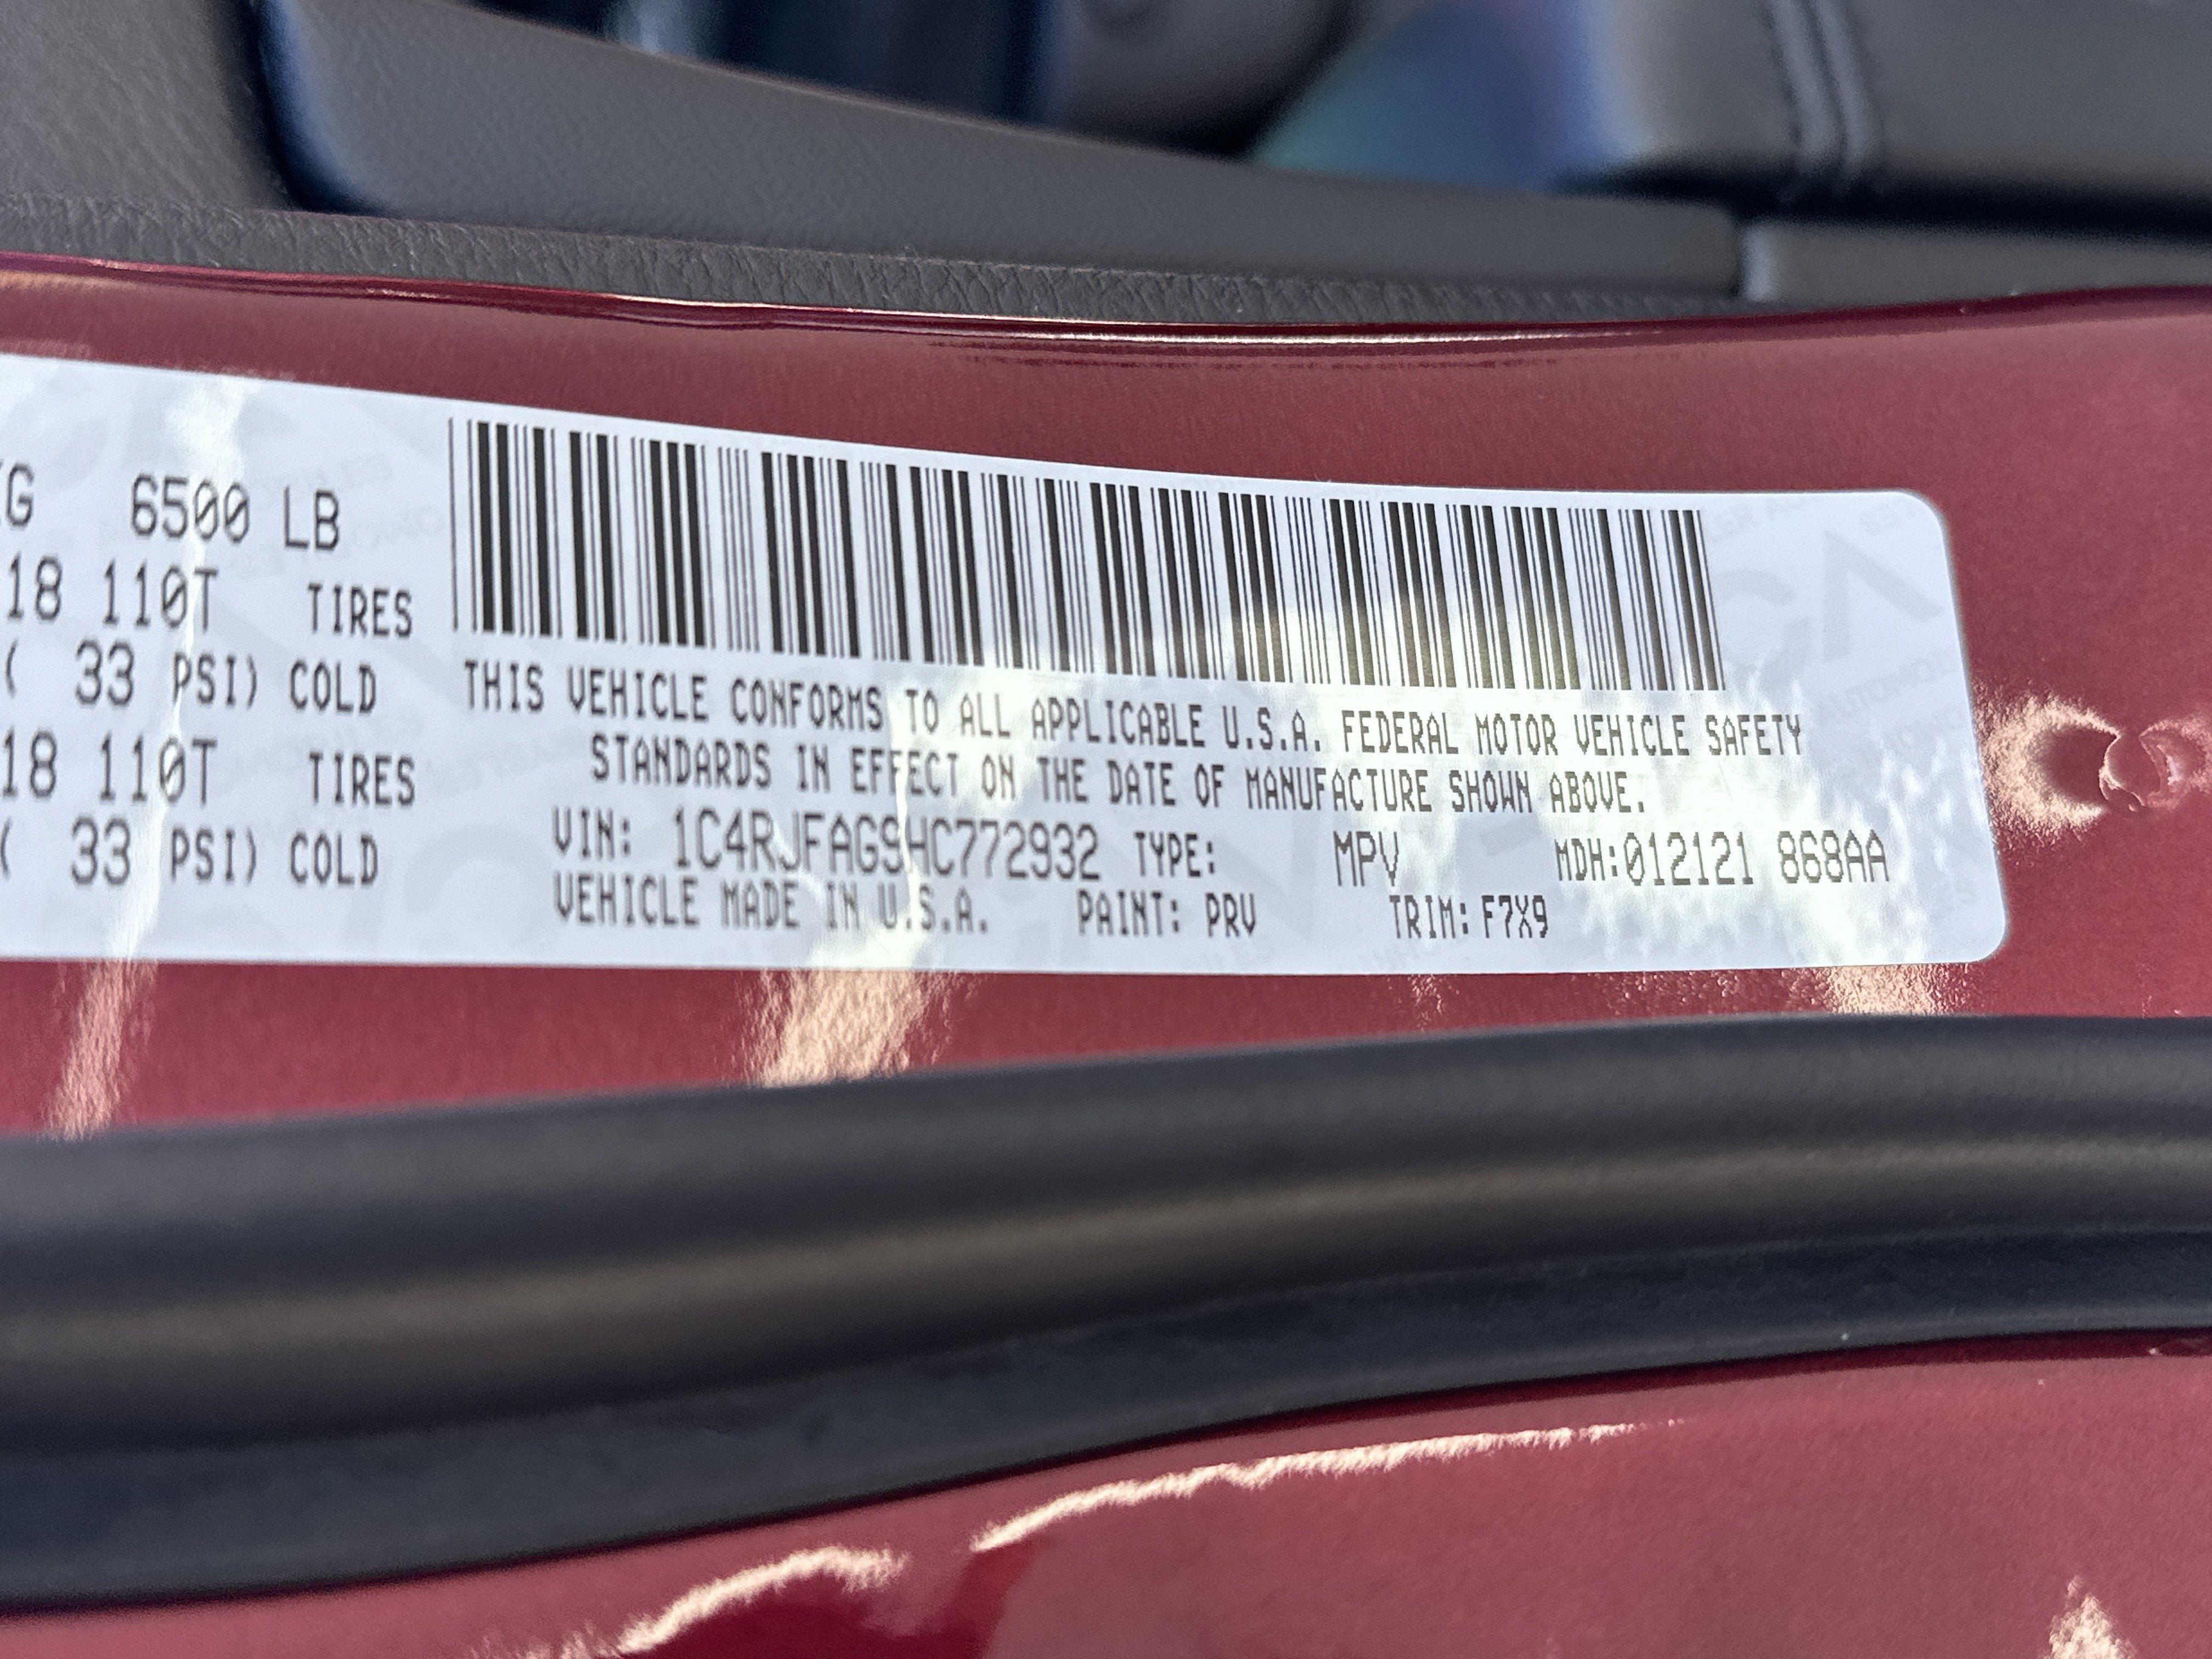 KG 6500 LB
18 110T TIRES
( 33 PSI) COLD
18 110T TIRES
( 33 PSI) COLD
THIS VEHICLE CONFORMS TO ALL APPLICABLE U.S.A. FEDERAL MOTOR VEHICLE SAFETY
STANDARDS IN EFFECT ON THE DATE OF MANUFACTURE SHOWN ABOVE.
VIN: 1C4RJFAG9HC772932 TYPE: MPV MDH:012121 868AA
VEHICLE MADE IN U.S.A. PAINT: PRV TRIM: F7X9